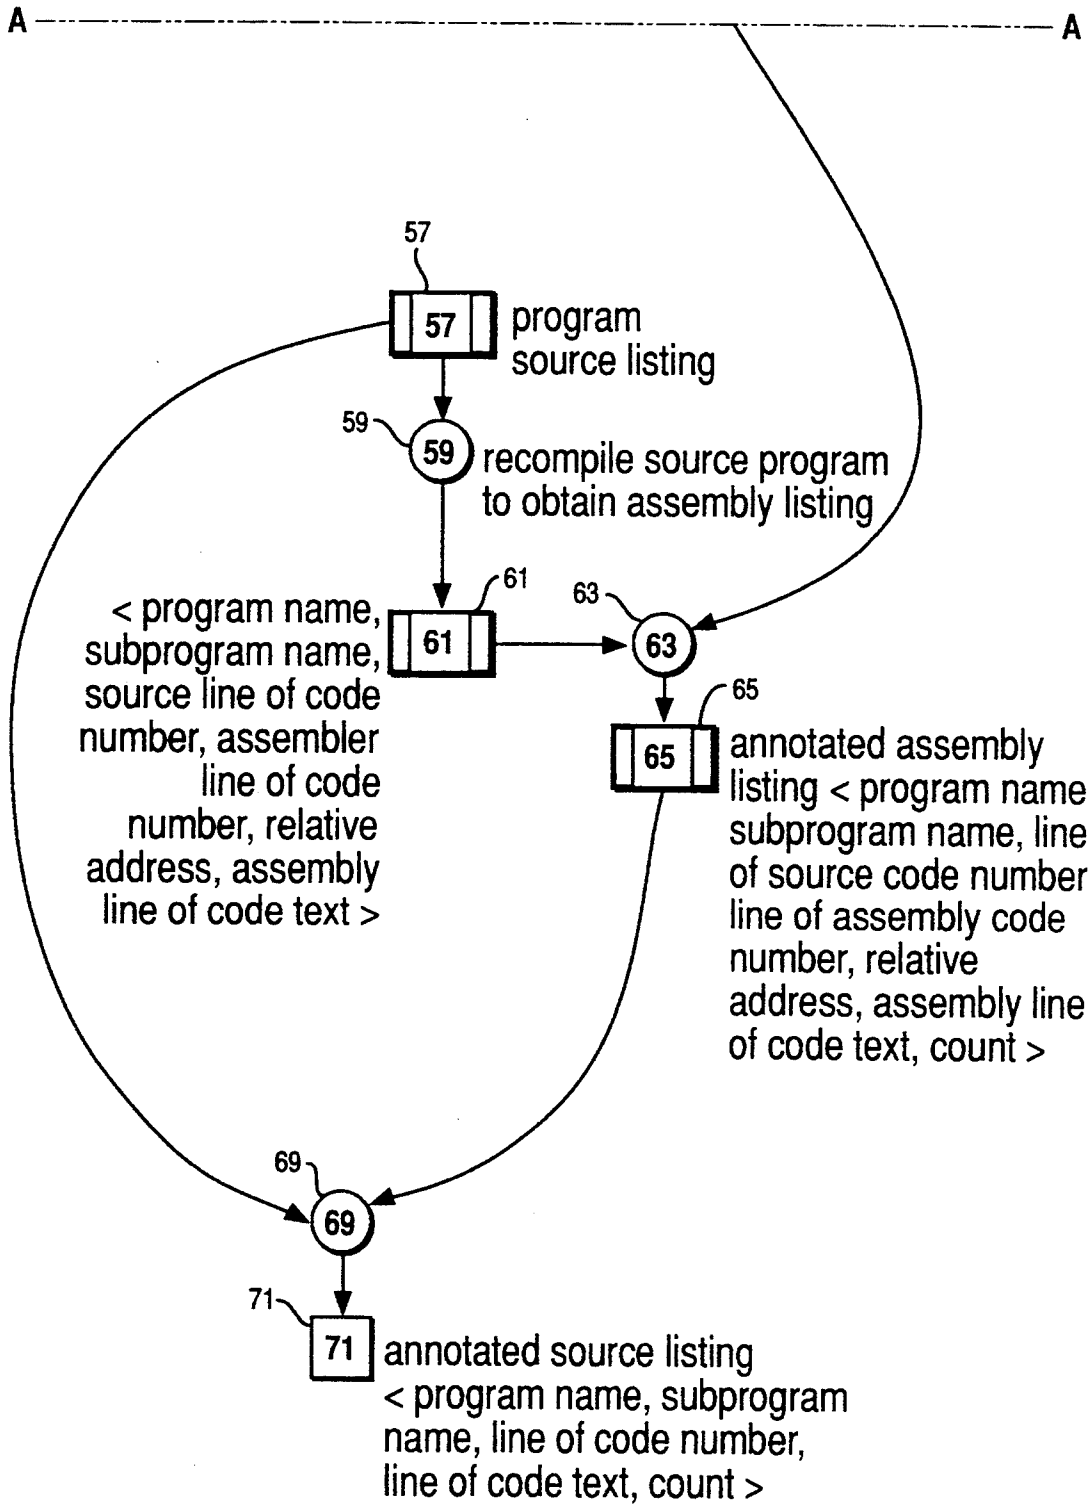 A A
57
57
program
source listing
59
59
recompile source program
to obtain assembly listing
61
61
< program name,
subprogram name,
source line of code
number, assembler
line of code
number, relative
address, assembly
line of code text >
63
63
65
65
annotated assembly
listing < program name
subprogram name, line
of source code number
line of assembly code
number, relative
address, assembly line
of code text, count >
69
69
71
71
annotated source listing
< program name, subprogram
name, line of code number,
line of code text, count >